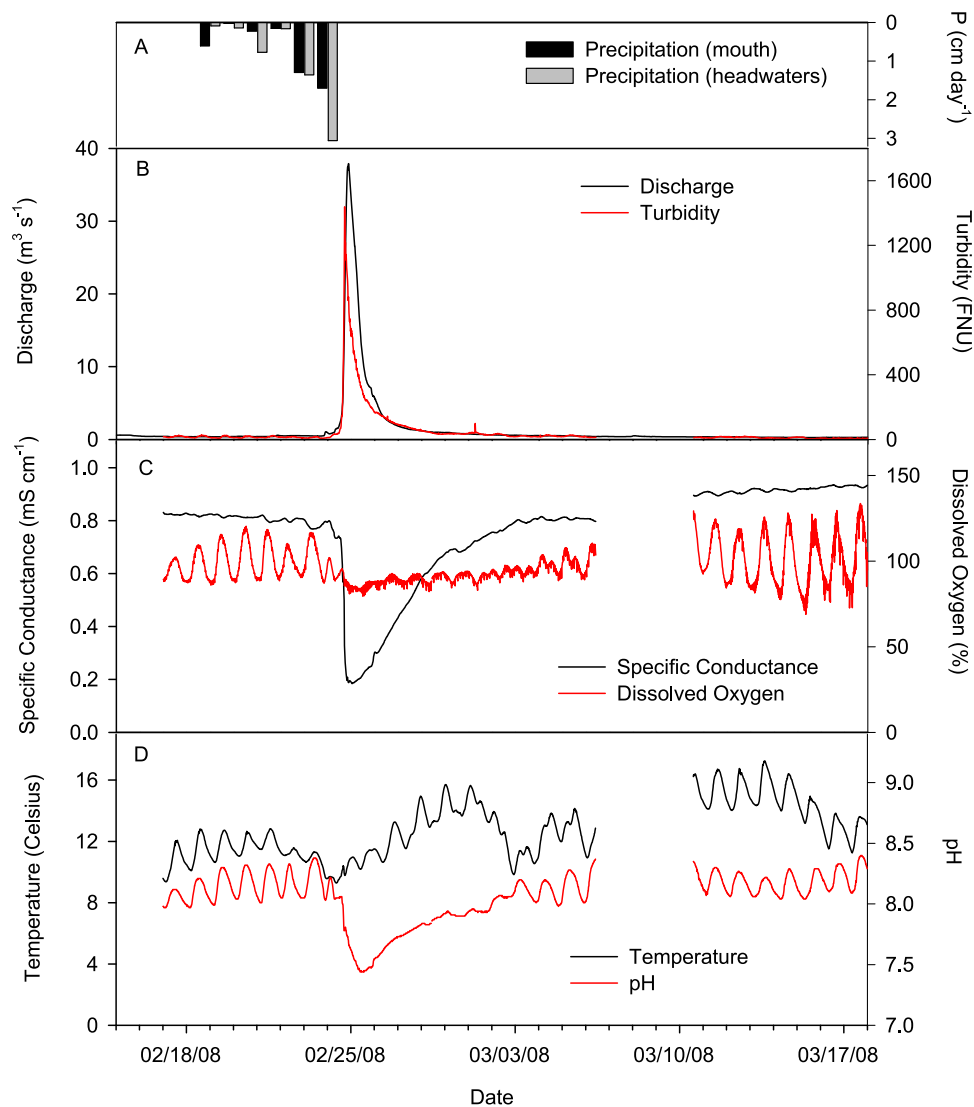 A
Precipitation (mouth)
Precipitation (headwaters)
0
1
2
3
P (cm day⁻¹)
B
Discharge
Turbidity
40
30
20
10
0
Discharge (m³ s⁻¹)
1600
1200
800
400
0
Turbidity (FNU)
C
Specific Conductance
Dissolved Oxygen
1.0
0.8
0.6
0.4
0.2
0.0
Specific Conductance (mS cm⁻¹)
150
100
50
0
Dissolved Oxygen (%)
D
Temperature
pH
16
12
8
4
0
Temperature (Celsius)
9.0
8.5
8.0
7.5
7.0
pH
02/18/08 02/25/08 03/03/08 03/10/08 03/17/08
Date